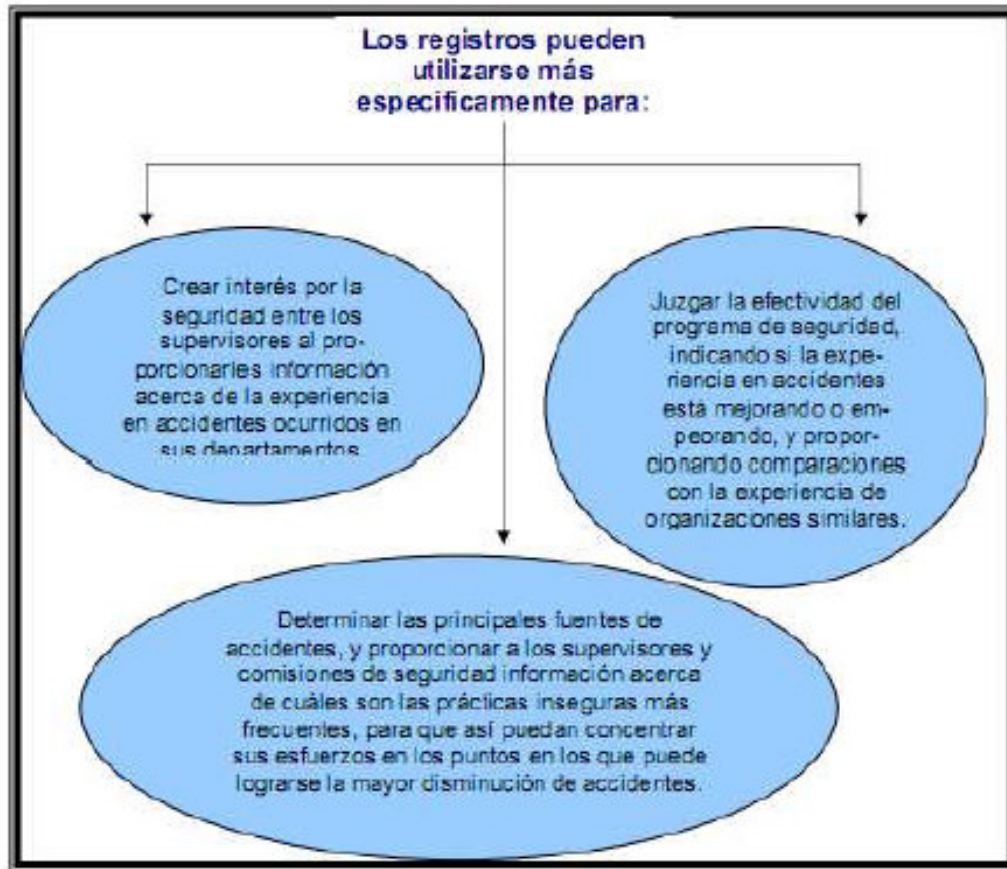 Los registros pueden
utilizarse más
especificamente para:
Crear interés por la
seguridad entre los
supervisores al pro-
porcionarles información
acerca de la experiencia
en accidentes ocurridos en
sus departamentos
Juzgar la efectividad del
programa de seguridad,
indicando si la expe-
riencia en accidentes
está mejorando o em-
peorando, y propor-
cionando comparaciones
con la experiencia de
organizaciones similares.
Determinar las principales fuentes de
accidentes, y proporcionar a los supervisores y
comisiones de seguridad información acerca
de cuáles son las prácticas inseguras más
frecuentes, para que así puedan concentrar
sus esfuerzos en los puntos en los que puede
lograrse la mayor disminución de accidentes.